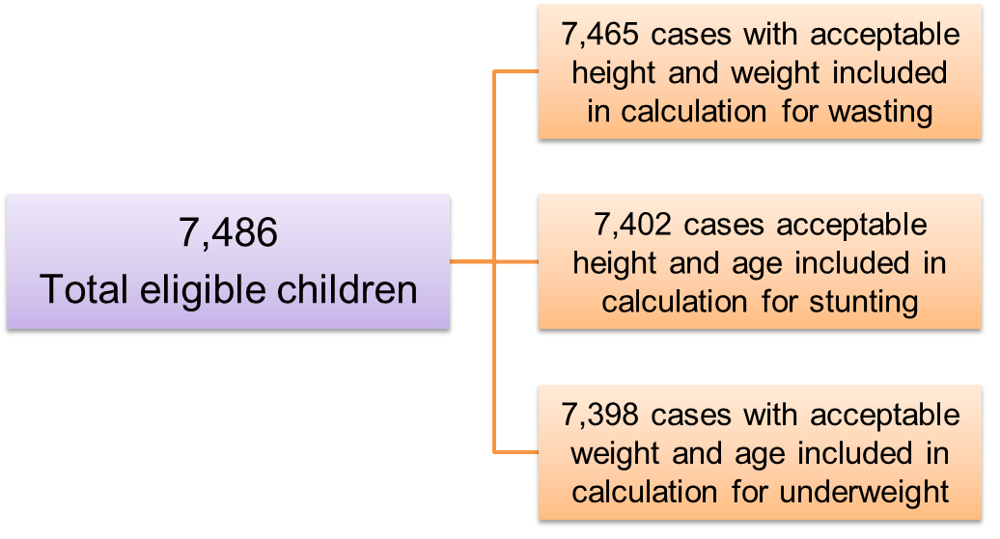 7,465 cases with acceptable
height and weight included
in calculation for wasting
7,486
Total eligible children
7,402 cases acceptable
height and age included in
calculation for stunting
7,398 cases with acceptable
weight and age included in
calculation for underweight